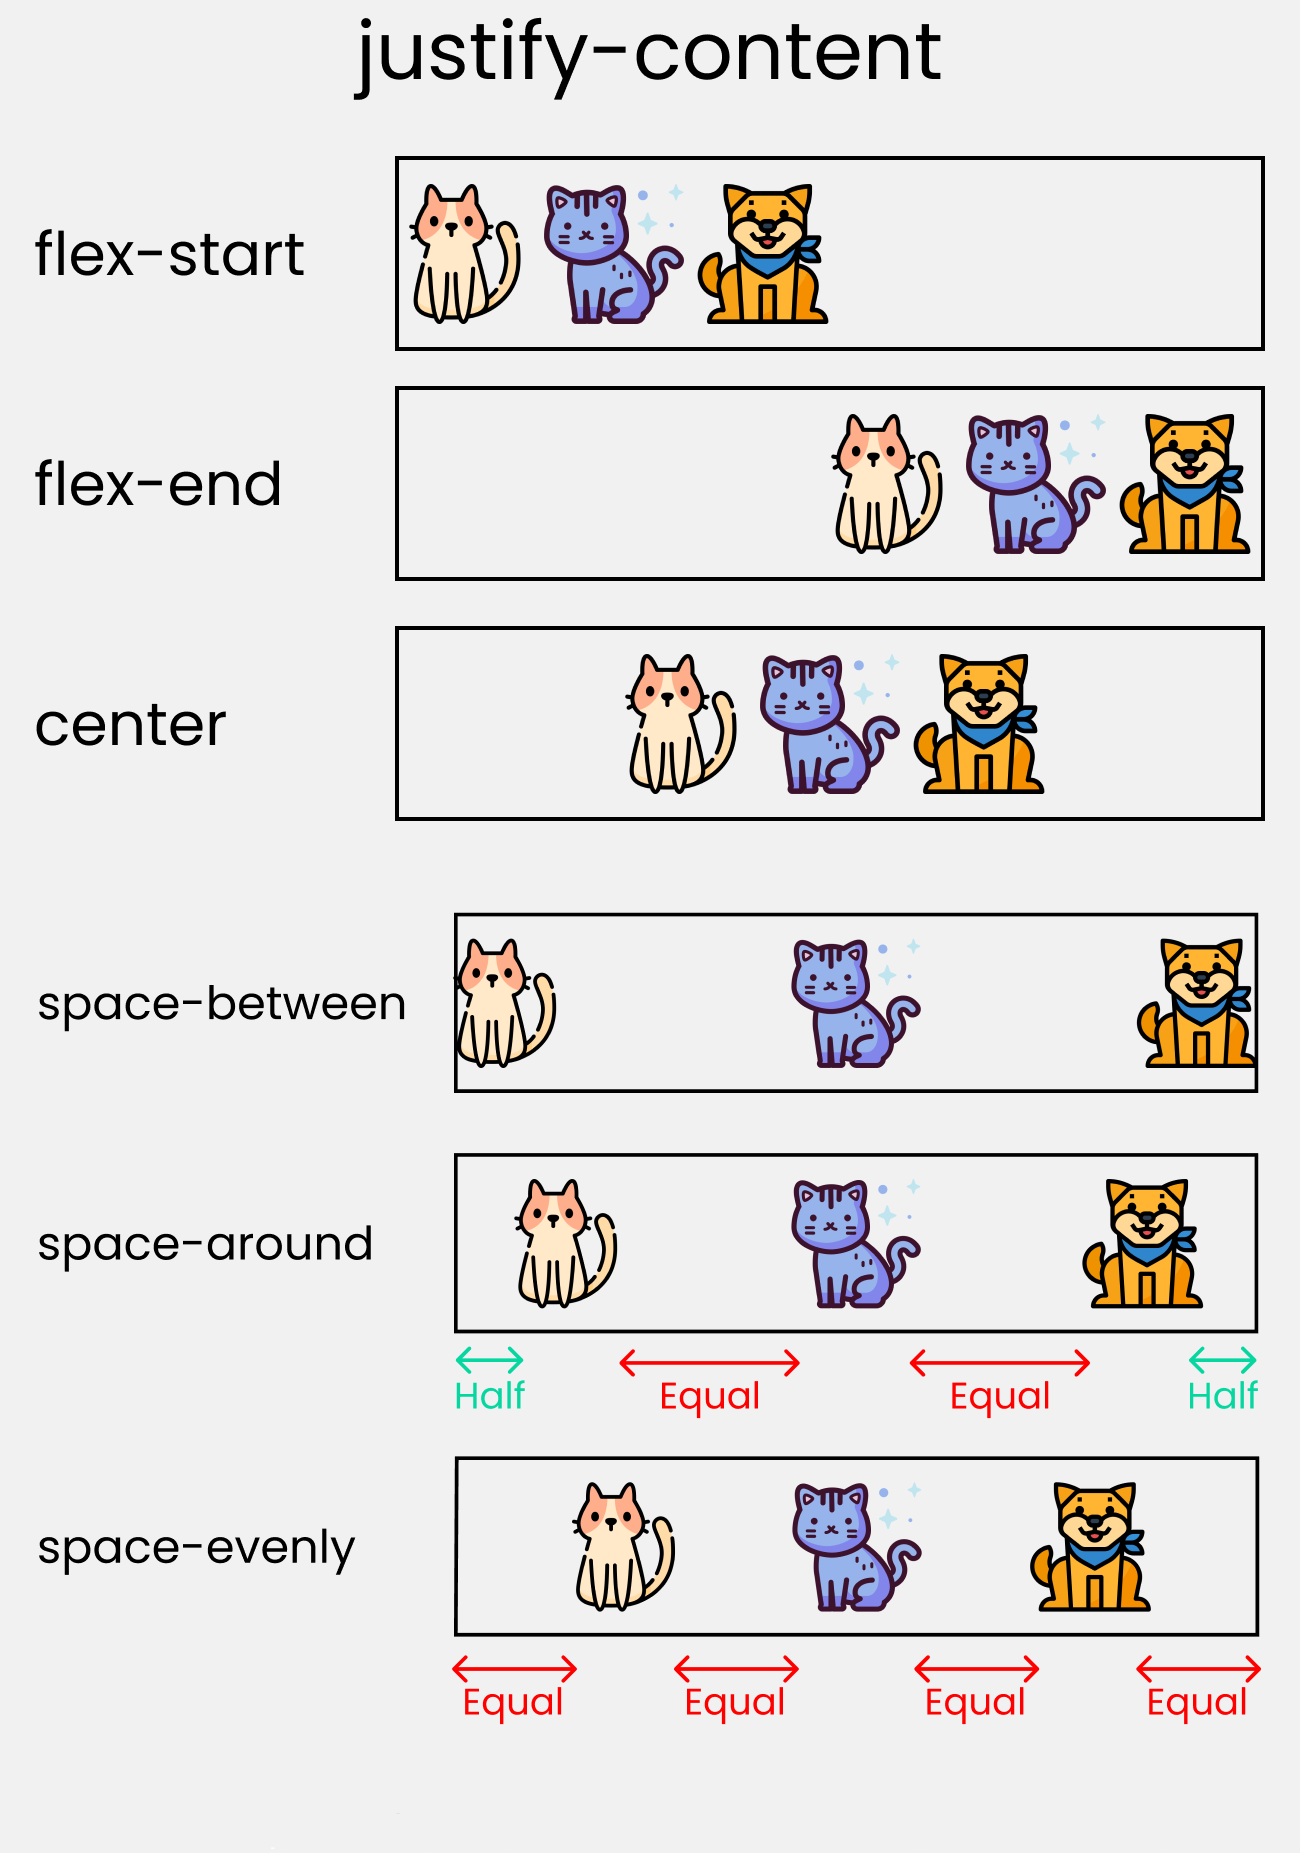 justify-content
flex-start
flex-end
center
space-between
space-around
Half Equal Equal Half
space-evenly
Equal Equal Equal Equal